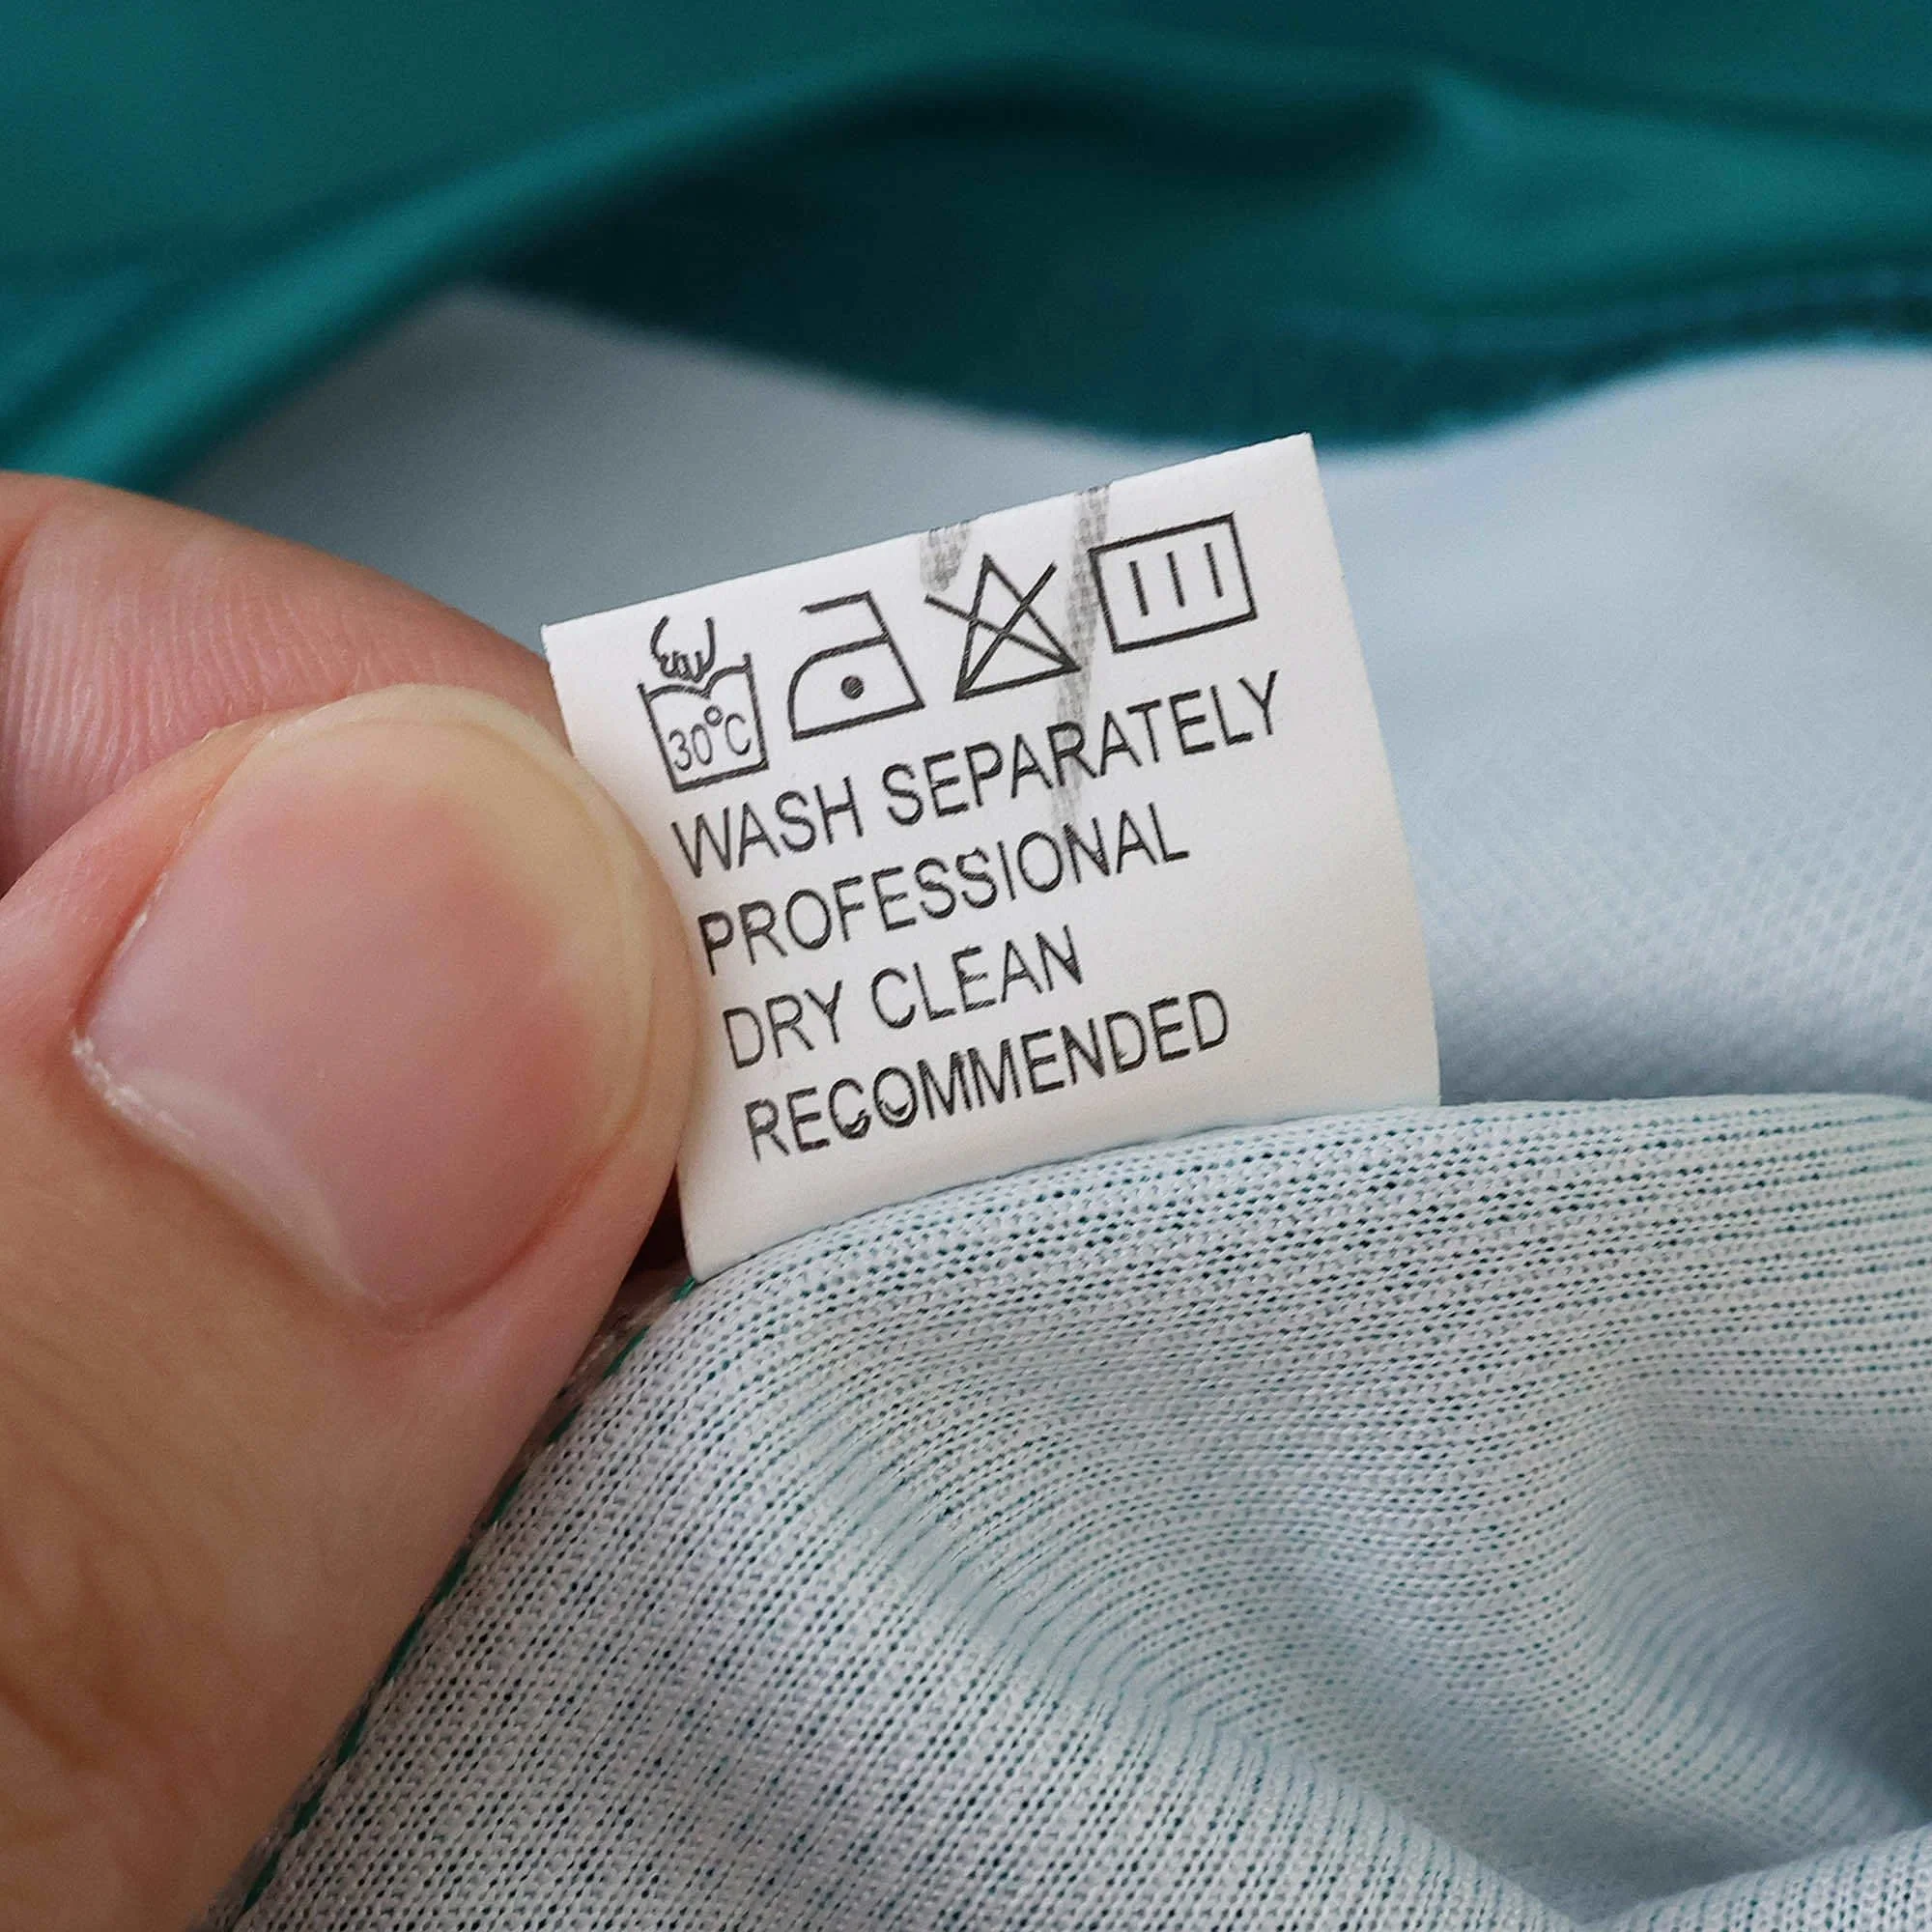 30°C
WASH SEPARATELY
PROFESSIONAL
DRY CLEAN
RECOMMENDED